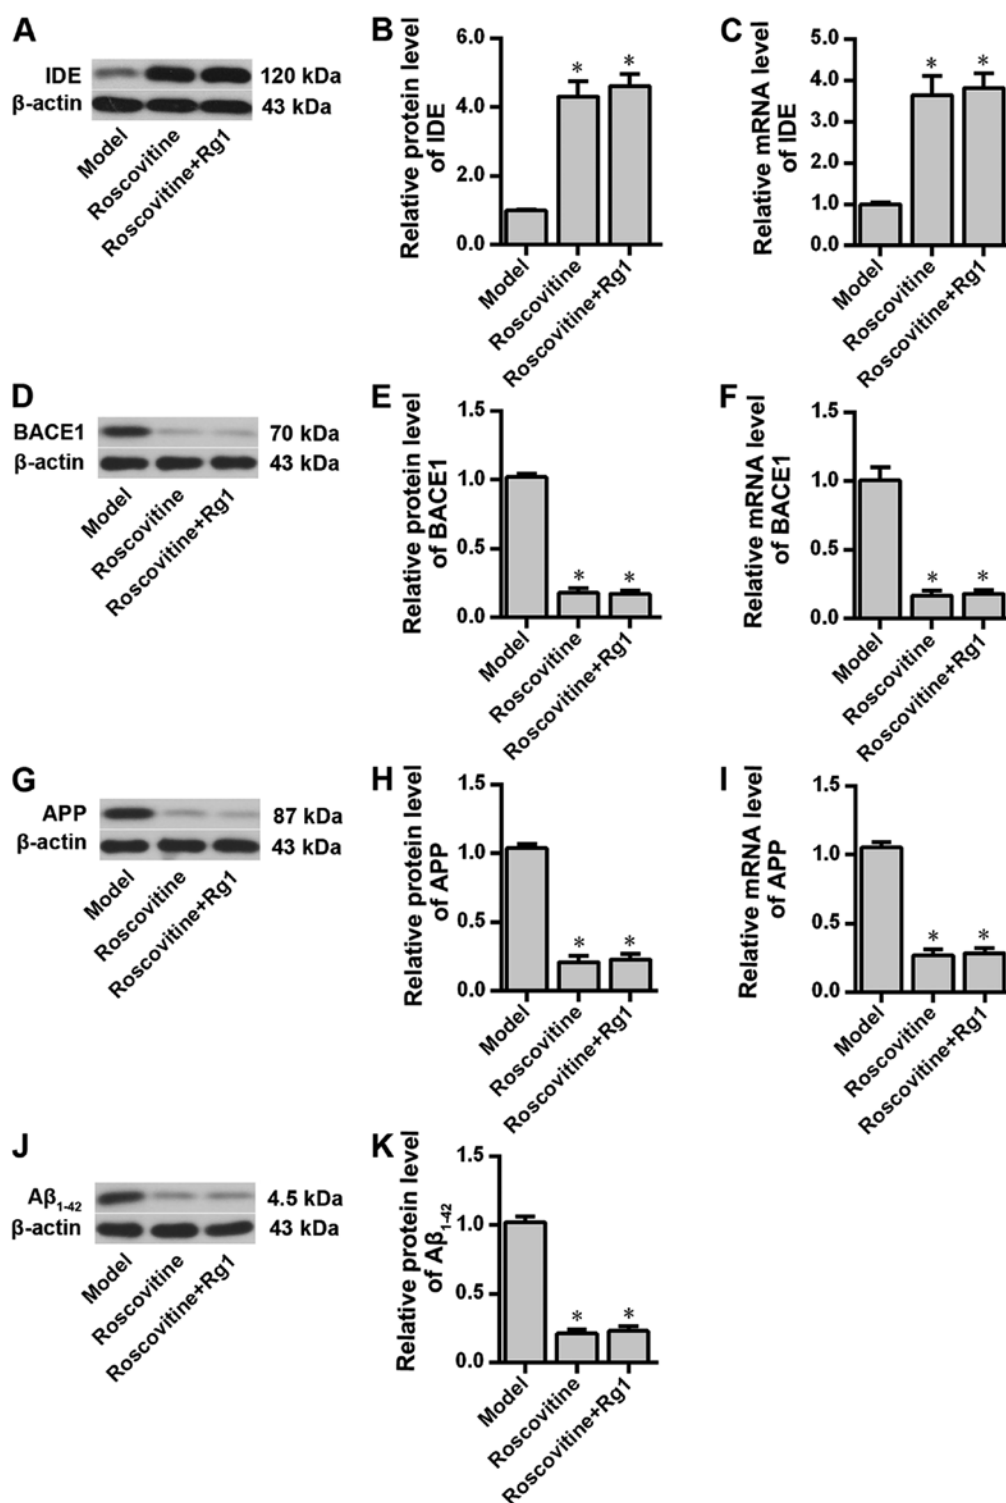 A
IDE
120 kDa
β-actin
43 kDa
Model
Roscovitine
Roscovitine+Rg1
B
Relative protein level
of IDE
6.0
4.0
2.0
0.0
*
*
Model
Roscovitine
Roscovitine+Rg1
C
Relative mRNA level
of IDE
5.0
4.0
3.0
2.0
1.0
0.0
*
*
Model
Roscovitine
Roscovitine+Rg1
D
BACE1
70 kDa
β-actin
43 kDa
Model
Roscovitine
Roscovitine+Rg1
E
Relative protein level
of BACE1
1.5
1.0
0.5
0.0
*
*
Model
Roscovitine
Roscovitine+Rg1
F
Relative mRNA level
of BACE1
1.5
1.0
0.5
0.0
*
*
Model
Roscovitine
Roscovitine+Rg1
G
APP
87 kDa
β-actin
43 kDa
Model
Roscovitine
Roscovitine+Rg1
H
Relative protein level
of APP
1.5
1.0
0.5
0.0
*
*
Model
Roscovitine
Roscovitine+Rg1
I
Relative mRNA level
of APP
1.5
1.0
0.5
0.0
*
*
Model
Roscovitine
Roscovitine+Rg1
J
Aβ1-42
4.5 kDa
β-actin
43 kDa
Model
Roscovitine
Roscovitine+Rg1
K
Relative protein level
of Aβ1-42
1.5
1.0
0.5
0.0
*
*
Model
Roscovitine
Roscovitine+Rg1